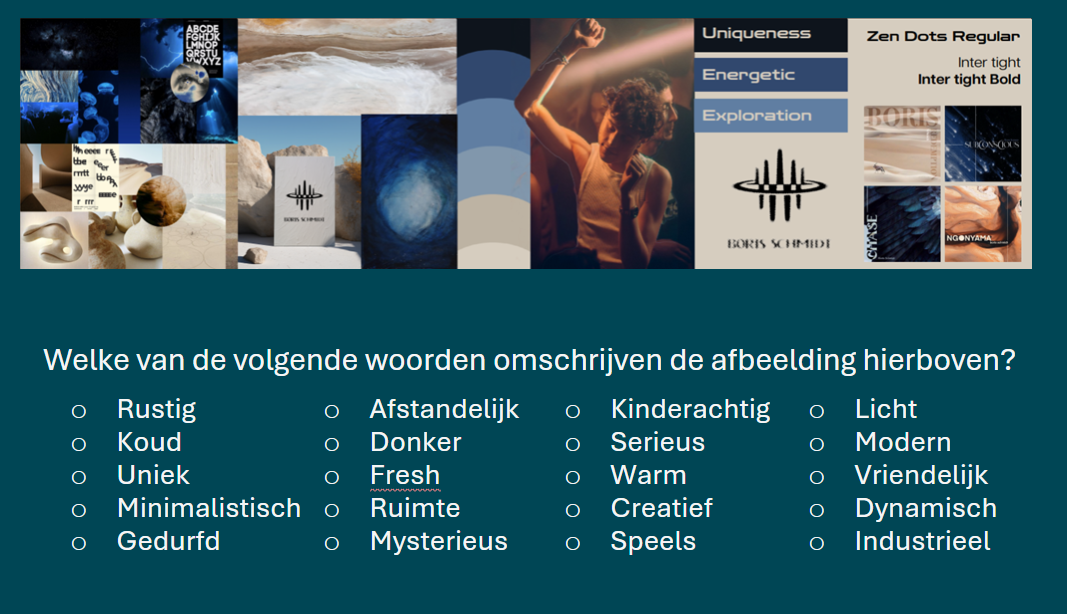 ABCDE
FGHIJK
LMNOP
QRSTU
VWXYZ
BORIS SCHMIDT
Uniqueness
Energetic
Exploration
BORIS SCHMIDT
Zen Dots Regular
Inter tight
Inter tight Bold
BORIS
SUBCONSCIOUS
CHASE
NGONYAMA
Welke van de volgende woorden omschrijven de afbeelding hierboven?
Rustig
Koud
Uniek
Minimalistisch
Gedurfd
Afstandelijk
Donker
Fresh
Ruimte
Mysterieus
Kinderachtig
Serieus
Warm
Creatief
Speels
Licht
Modern
Vriendelijk
Dynamisch
Industrieel